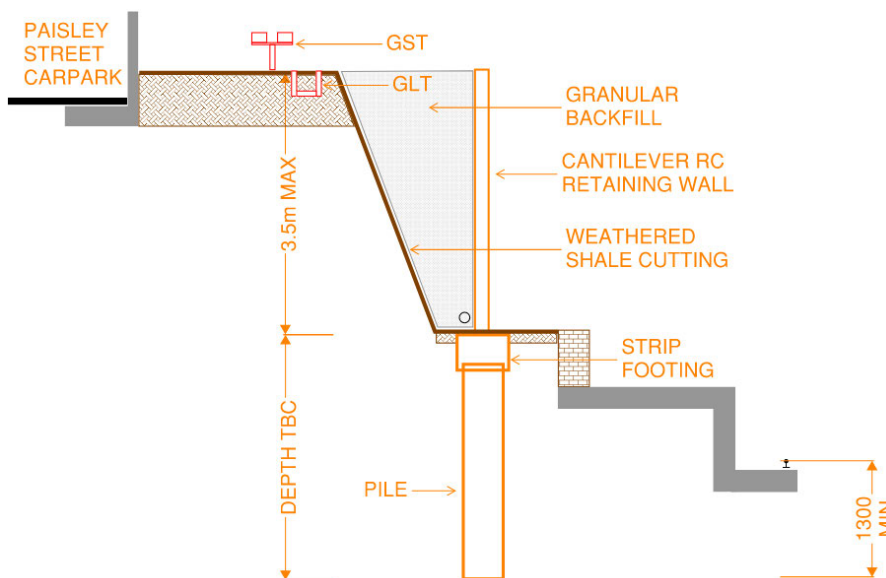 PAISLEY
STREET
CARPARK
GST
GLT
GRANULAR
BACKFILL
CANTILEVER RC
RETAINING WALL
3.5m MAX
WEATHERED
SHALE CUTTING
STRIP
FOOTING
DEPTH TBC
PILE
1300
MIN